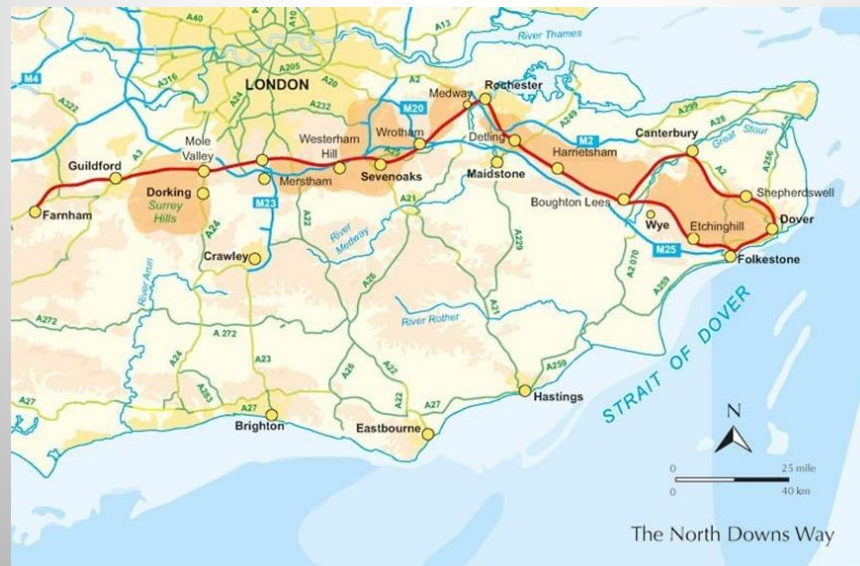 A40
A10
A13
River Thames
M4
A316
A205
A20
A2
LONDON
A24
A232
A322
A3
Medway
Rochester
M20
A249
A299
A28
Mole
Valley
Westerham
Hill
Wrotham
Detling
M2
Canterbury
Great Stour
Guildford
A25
Harrietsham
A2
A256
Merstham
Sevenoaks
Maidstone
Dorking
Surrey
Hills
Farnham
M23
A21
Boughton Lees
Shepherdswell
Wye
Etchinghill
Dover
A24
A22
River
Medway
A229
M25
Folkestone
Crawley
River Arun
A26
A2 070
A259
A21
A272
A 272
River Rother
A24
A23
A26
A22
A259
STRAIT OF DOVER
A283
A22
A27
A27
A27
Hastings
Brighton
Eastbourne
N
0 25 mile
0 40 km
The North Downs Way